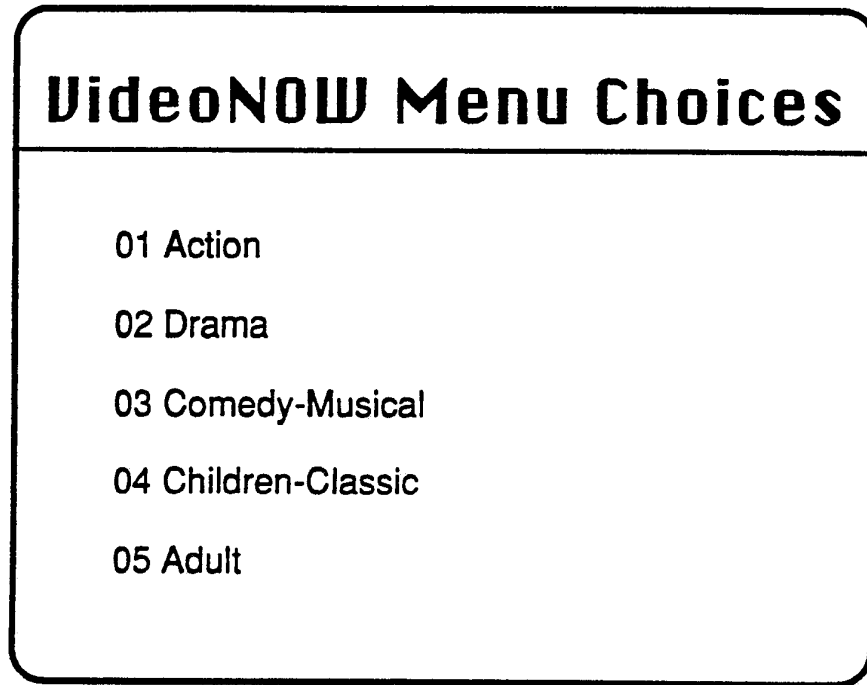 VideoNOW Menu Choices
01 Action
02 Drama
03 Comedy-Musical
04 Children-Classic
05 Adult